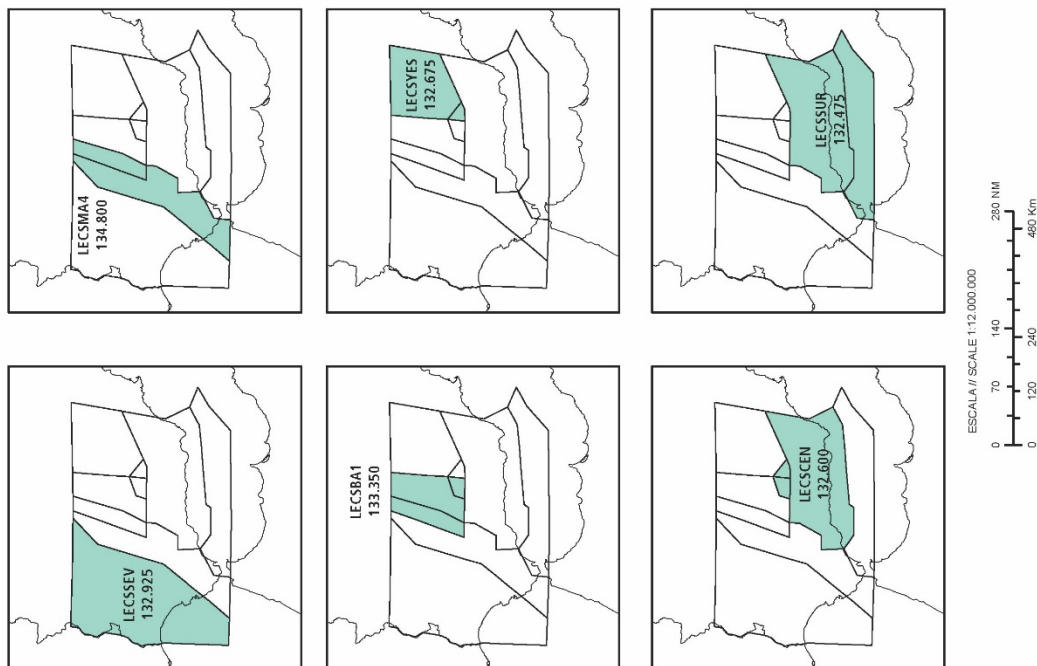 LECSSEV
132.925
LECSMA4
134.800
LECSBA1
133.350
LECSYES
132.675
LECSCEN
132.600
LECSSUR
132.475
ESCALA // SCALE 1:12.000.000
0 70 140 280 NM
0 120 240 480 Km